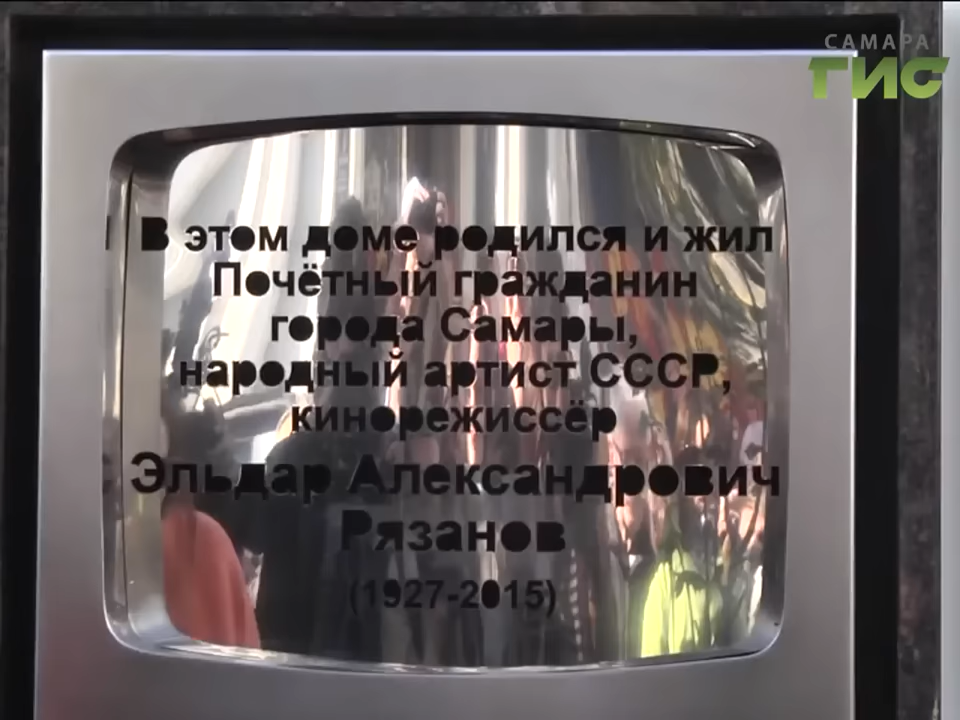 САМАРА
ГИС
В этом доме родился и жил
Почётный гражданин
города Самары,
народный артист СССР,
кинорежиссёр
Эльдар Александрович
Рязанов
(1927-2015)